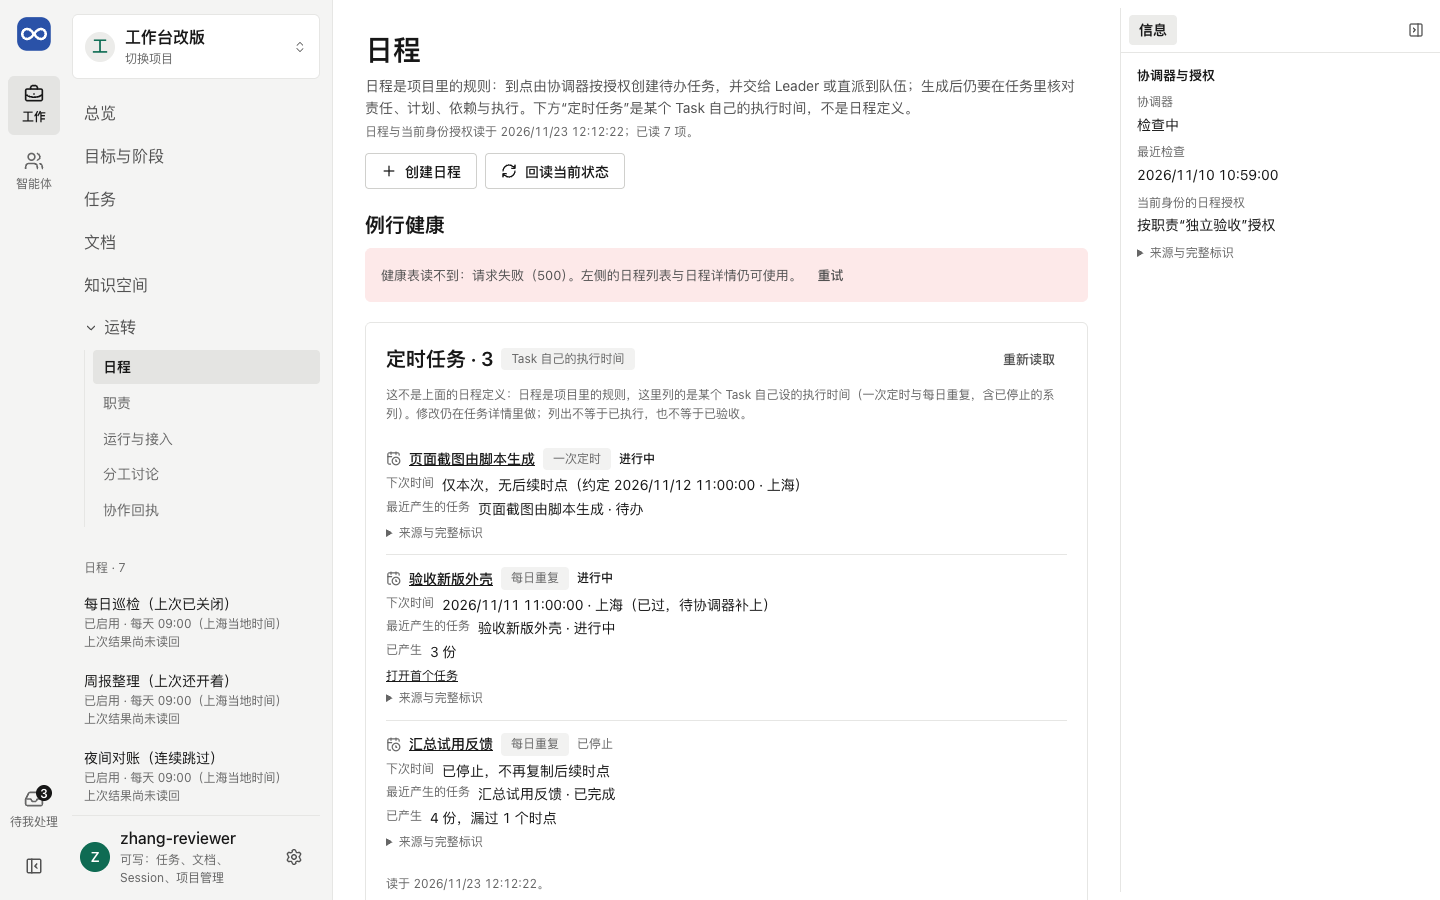 工作
智能体
3
待我处理
工
工作台改版
切换项目
总览
目标与阶段
任务
文档
知识空间
运转
日程
职责
运行与接入
分工讨论
协作回执
日程 · 7
每日巡检（上次已关闭）
已启用 · 每天 09:00（上海当地时间）
上次结果尚未读回
周报整理（上次还开着）
已启用 · 每天 09:00（上海当地时间）
上次结果尚未读回
夜间对账（连续跳过）
已启用 · 每天 09:00（上海当地时间）
上次结果尚未读回
Z
zhang-reviewer
可写：任务、文档、
Session、项目管理
日程
日程是项目里的规则：到点由协调器按授权创建待办任务，并交给 Leader 或直派到队伍；生成后仍要在任务里核对
责任、计划、依赖与执行。下方“定时任务”是某个 Task 自己的执行时间，不是日程定义。
日程与当前身份授权读于 2026/11/23 12:12:22；已读 7 项。
创建日程
回读当前状态
例行健康
健康表读不到：请求失败（500）。左侧的日程列表与日程详情仍可使用。 重试
定时任务 · 3
Task 自己的执行时间
重新读取
这不是上面的日程定义：日程是项目里的规则，这里列的是某个 Task 自己设的执行时间（一次定时与每日重复，含已停止的系
列）。修改仍在任务详情里做；列出不等于已执行，也不等于已验收。
页面截图由脚本生成 一次定时 进行中
下次时间 仅本次，无后续时点（约定 2026/11/12 11:00:00 · 上海）
最近产生的任务 页面截图由脚本生成 · 待办
来源与完整标识
验收新版外壳 每日重复 进行中
下次时间 2026/11/11 11:00:00 · 上海（已过，待协调器补上）
最近产生的任务 验收新版外壳 · 进行中
已产生 3 份
打开首个任务
来源与完整标识
汇总试用反馈 每日重复 已停止
下次时间 已停止，不再复制后续时点
最近产生的任务 汇总试用反馈 · 已完成
已产生 4 份，漏过 1 个时点
来源与完整标识
读于 2026/11/23 12:12:22。
信息
协调器与授权
协调器
检查中
最近检查
2026/11/10 10:59:00
当前身份的日程授权
按职责“独立验收”授权
来源与完整标识